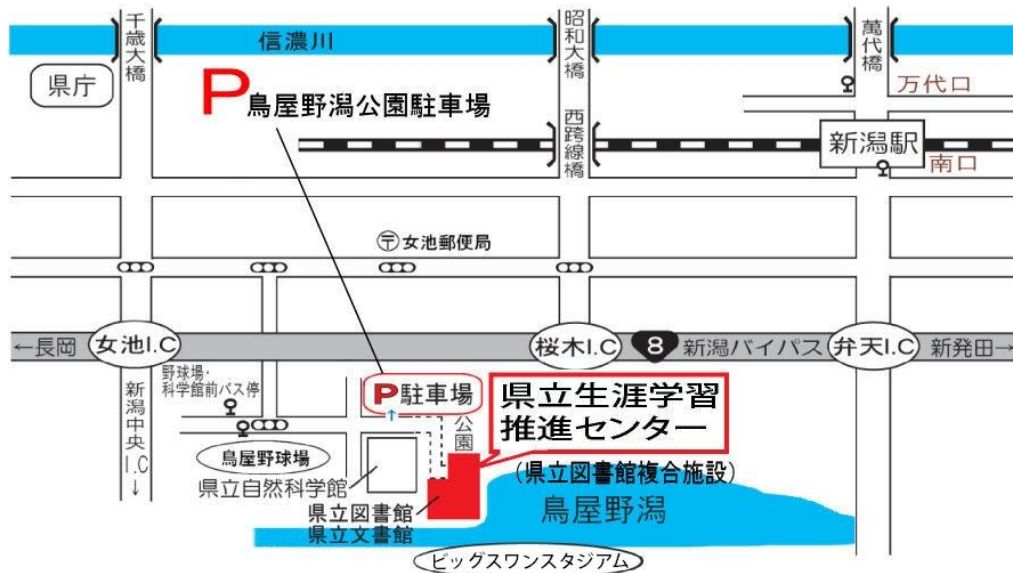 千歳大橋
信濃川
昭和大橋
萬代橋
県庁
P鳥屋野潟公園駐車場
万代口
西跨線橋
新潟駅
南口
〒女池郵便局
←長岡
女池I.C
桜木I.C
8
新潟バイパス
弁天I.C
新発田→
野球場・
科学館前バス停
P駐車場
公園
県立生涯学習
推進センター
(県立図書館複合施設)
新潟中央I.C
↓
鳥屋野球場
県立自然科学館
県立図書館
県立文書館
鳥屋野潟
ビッグスワンスタジアム